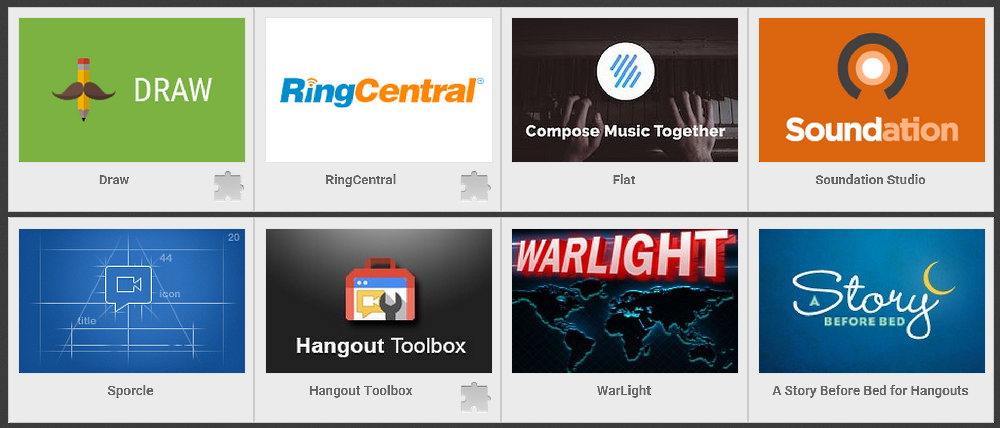 DRAW
RingCentral®
Compose Music Together
Soundation
Draw
RingCentral
Flat
Soundation Studio
20
44
icon
title
Hangout Toolbox
WARLIGHT
A Story
BEFORE BED
Sporcle
Hangout Toolbox
WarLight
A Story Before Bed for Hangouts